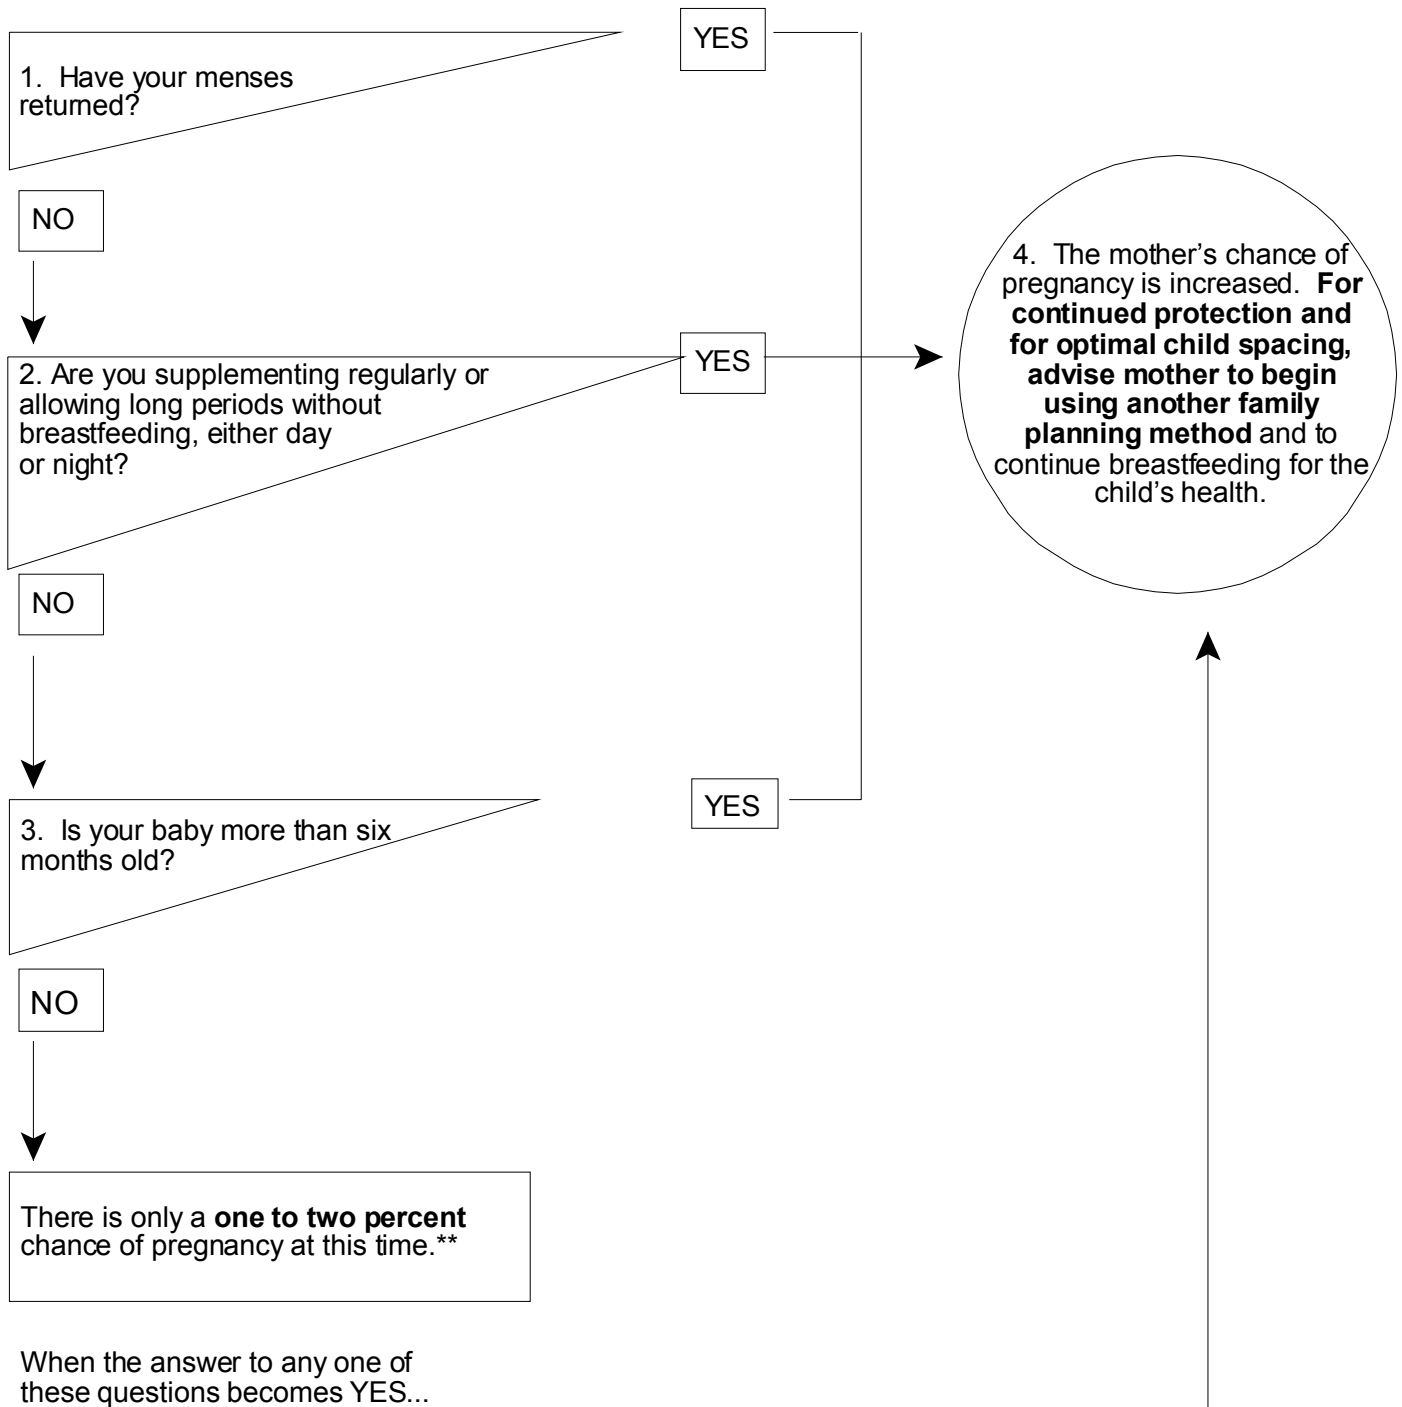 YES
1. Have your menses
returned?
NO
4. The mother’s chance of
pregnancy is increased. For
continued protection and
for optimal child spacing,
advise mother to begin
using another family
planning method and to
continue breastfeeding for the
child’s health.
YES
2. Are you supplementing regularly or
allowing long periods without
breastfeeding, either day
or night?
NO
YES
3. Is your baby more than six
months old?
NO
There is only a one to two percent
chance of pregnancy at this time.**
When the answer to any one of
these questions becomes YES...